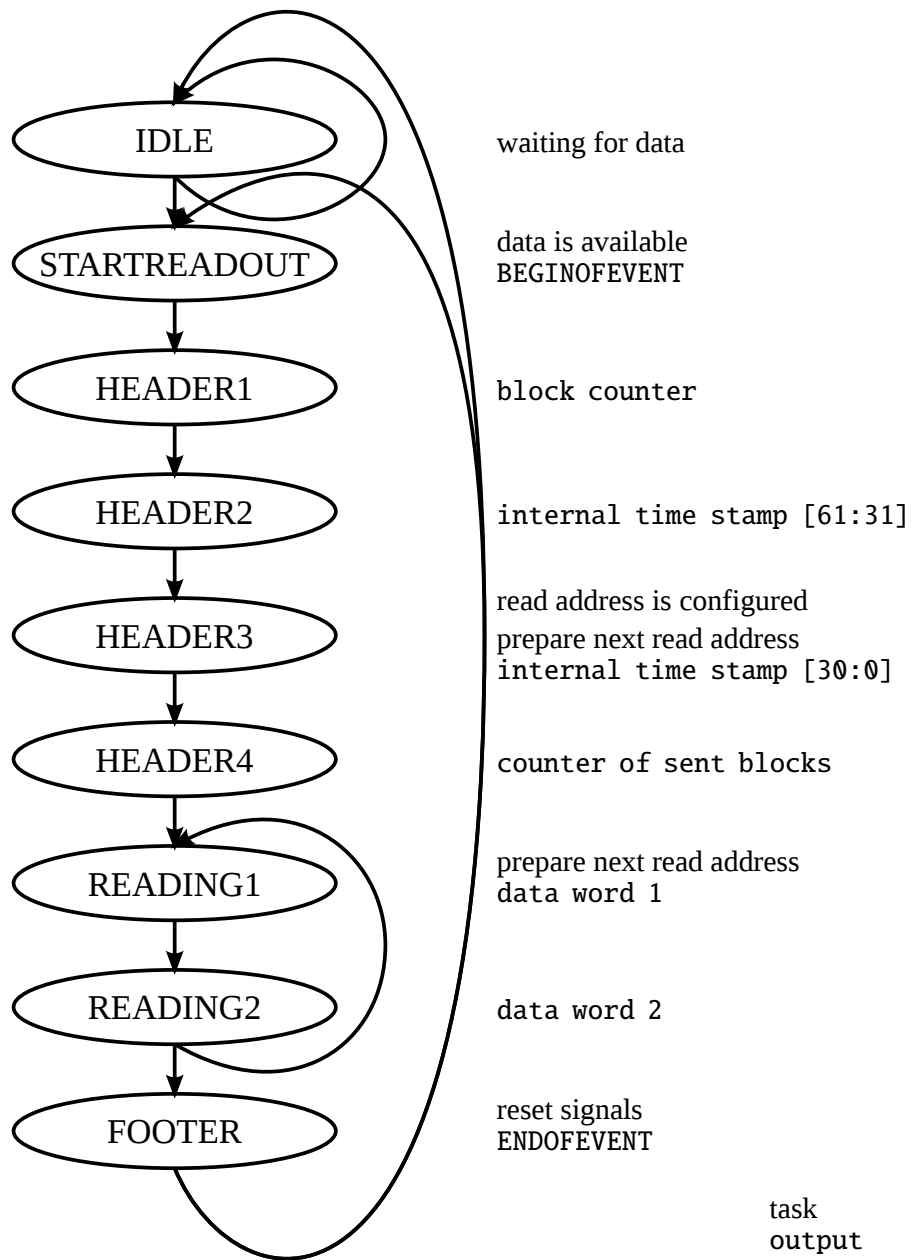 IDLE
waiting for data
STARTREADOUT
data is available
BEGINOFEVENT
HEADER1
block counter
HEADER2
internal time stamp [61:31]
HEADER3
read address is configured
prepare next read address
internal time stamp [30:0]
HEADER4
counter of sent blocks
READING1
prepare next read address
data word 1
READING2
data word 2
FOOTER
reset signals
ENDOFEVENT
task
output